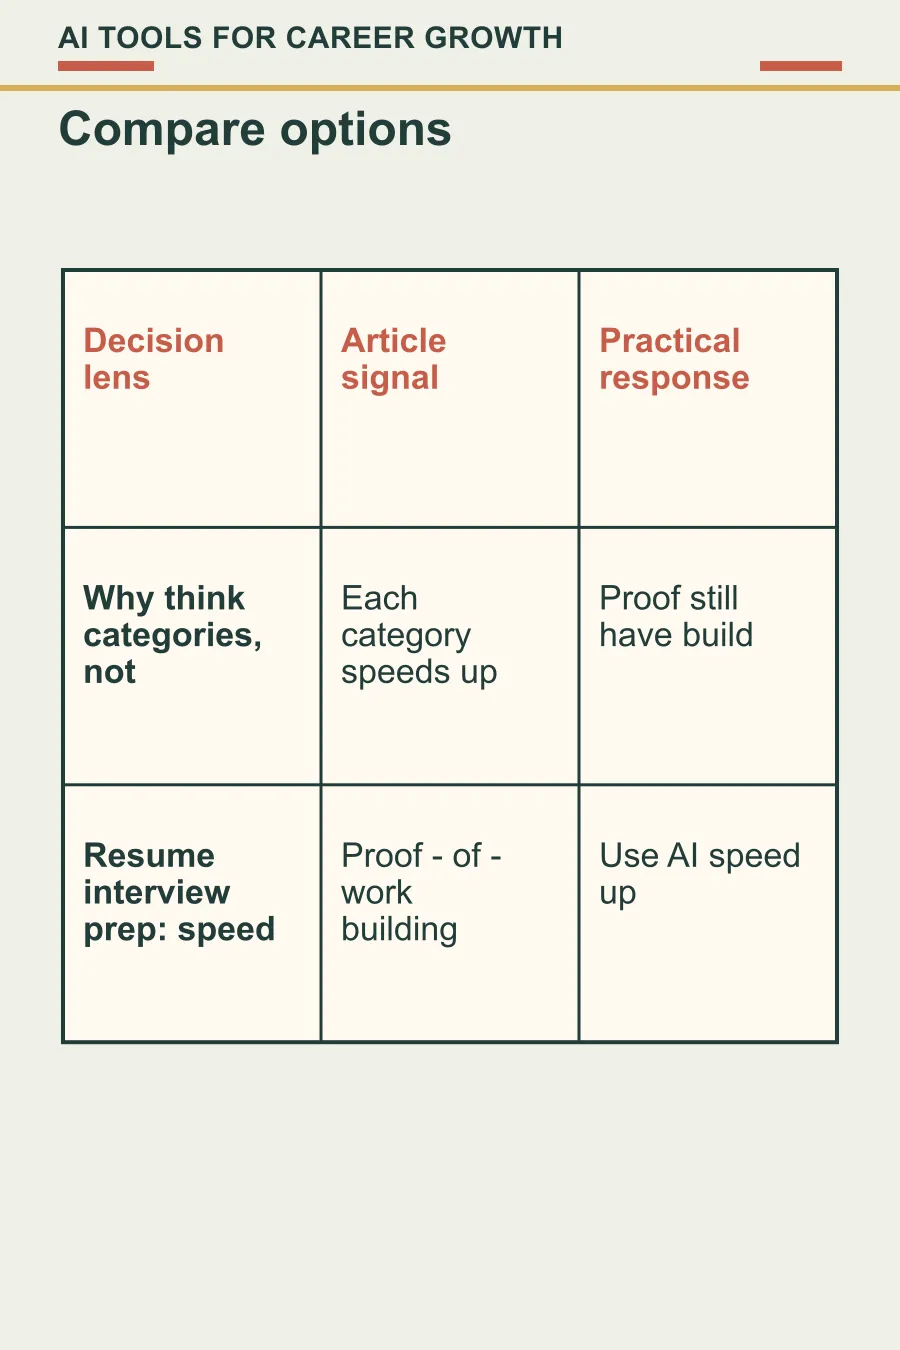 AI TOOLS FOR CAREER GROWTH
Compare options
Decision
lens
Article
signal
Practical
response
Why think
categories,
not
Each
category
speeds up
Proof still
have build
Resume
interview
prep: speed
Proof - of -
work
building
Use AI speed
up